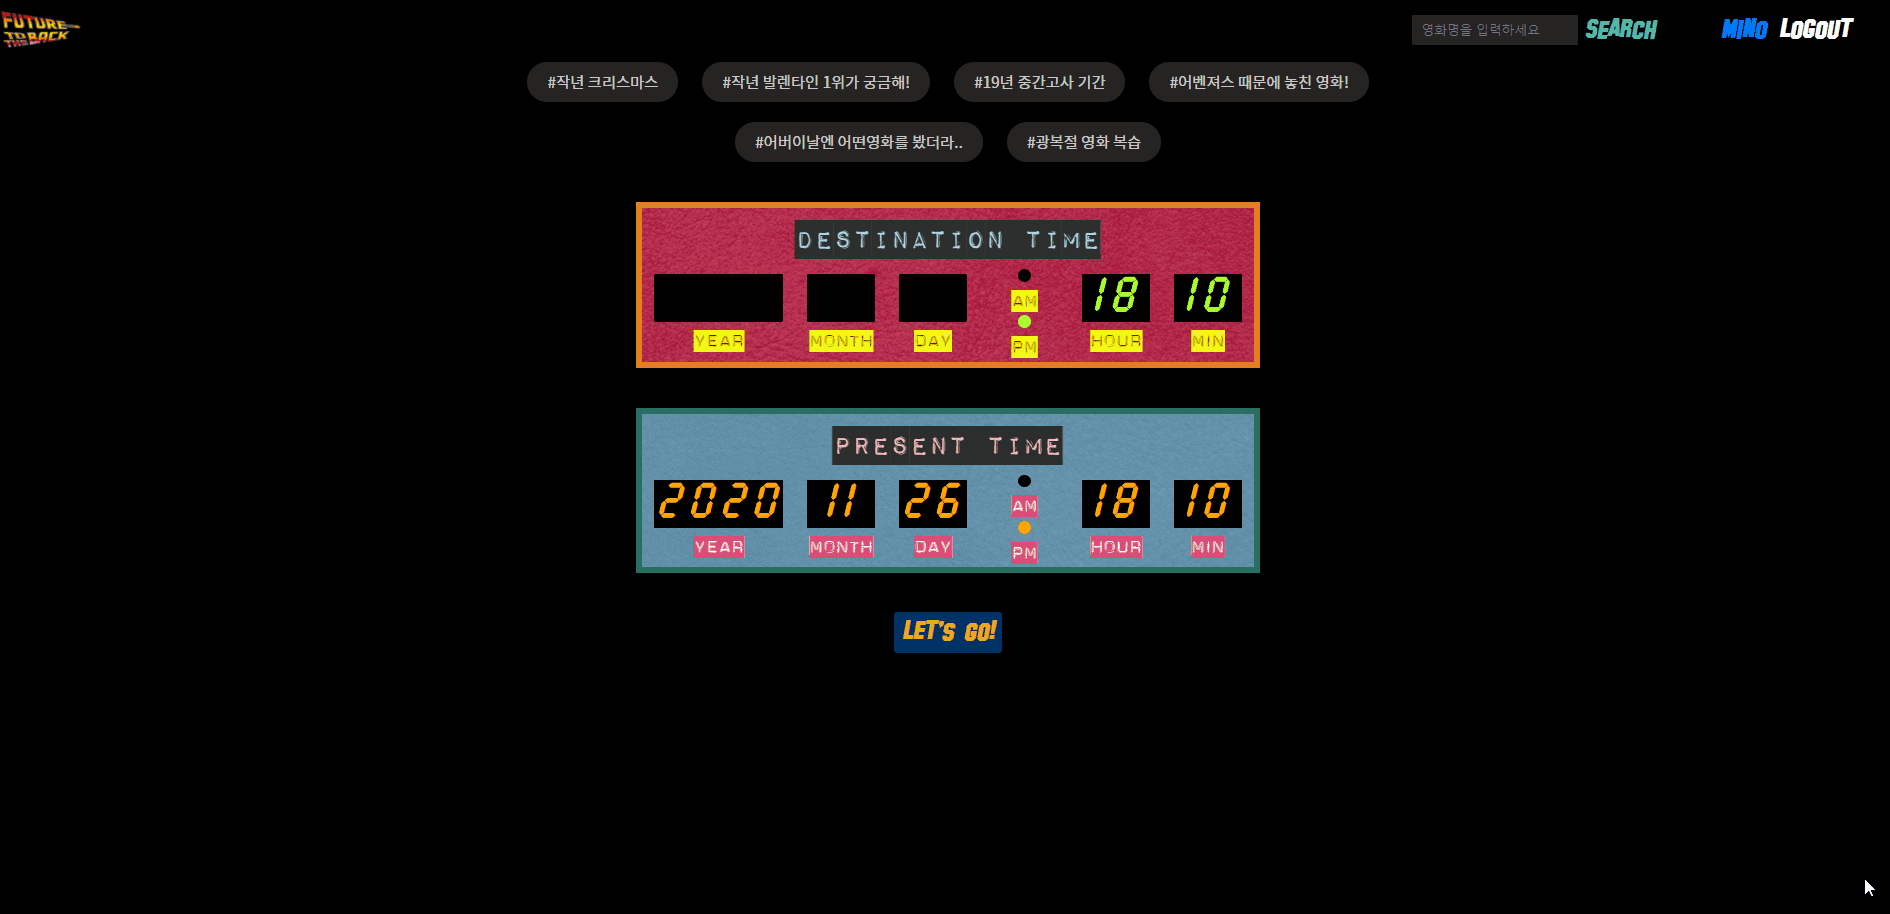 FUTURE
TO THE BACK
영화명을 입력하세요 SEARCH MINO LOGOUT
#작년 크리스마스 #작년 발렌타인 1위가 궁금해! #19년 중간고사 기간 #어벤져스 때문에 놓친 영화!
#어버이날엔 어떤영화를 봤더라.. #광복절 영화 복습
DESTINATION TIME
18 10
AM
YEAR MONTH DAY PM HOUR MIN
PRESENT TIME
2020 11 26 18 10
AM
YEAR MONTH DAY PM HOUR MIN
LET'S GO!